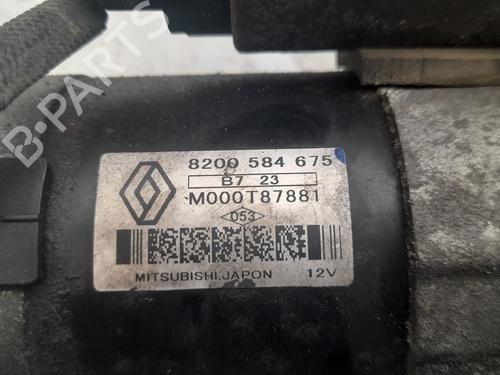 8200 584 675
B7 23
M000T87881
053
MITSUBISHI.JAPON 12V
B-PARTS